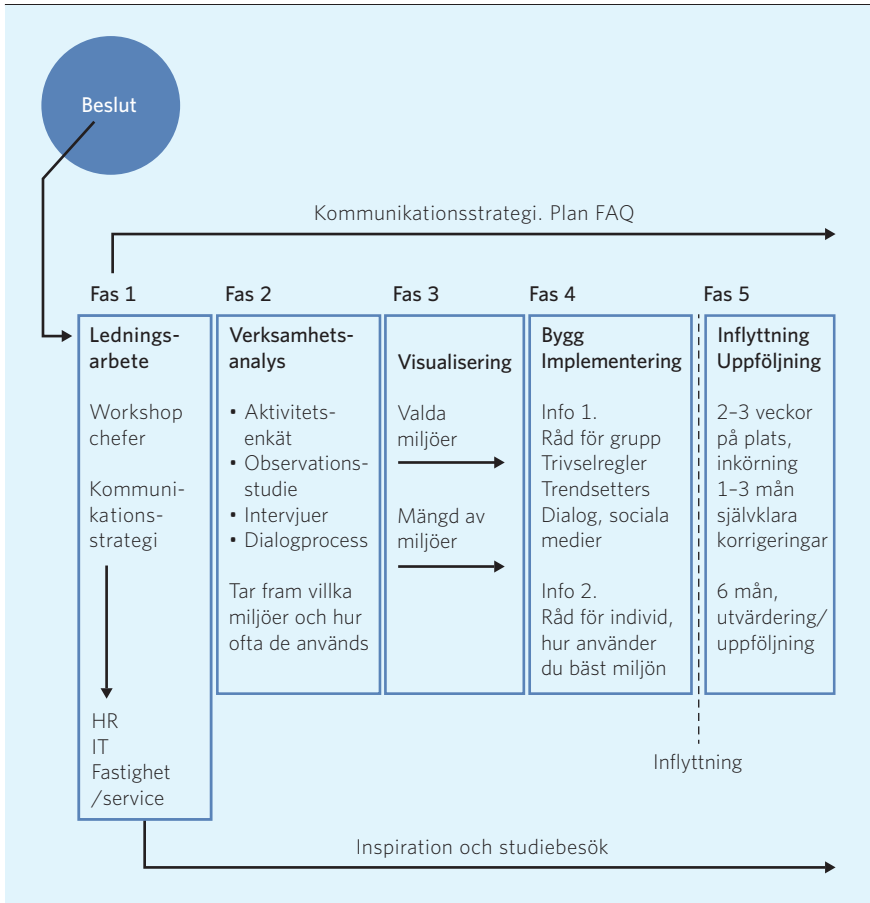 Beslut
Kommunikationsstrategi. Plan FAQ
Fas 1
Lednings-
arbete
Workshop
chefer
Kommuni-
kations-
strategi
HR
IT
Fastighet
/service
Fas 2
Verksamhets-
analys
• Aktivitets-
enkät
• Observations-
studie
• Intervjuer
• Dialogprocess
Tar fram villka
miljöer och hur
ofta de används
Fas 3
Visualisering
Valda
miljöer
Mängd av
miljöer
Fas 4
Bygg
Implementering
Info 1.
Råd för grupp
Trivselregler
Trendsetters
Dialog, sociala
medier
Info 2.
Råd för individ,
hur använder
du bäst miljön
Fas 5
Inflyttning
Uppföljning
2–3 veckor
på plats,
inkörning
1–3 mån
självklara
korrigeringar
6 mån,
utvärdering/
uppföljning
Inflyttning
Inspiration och studiebesök